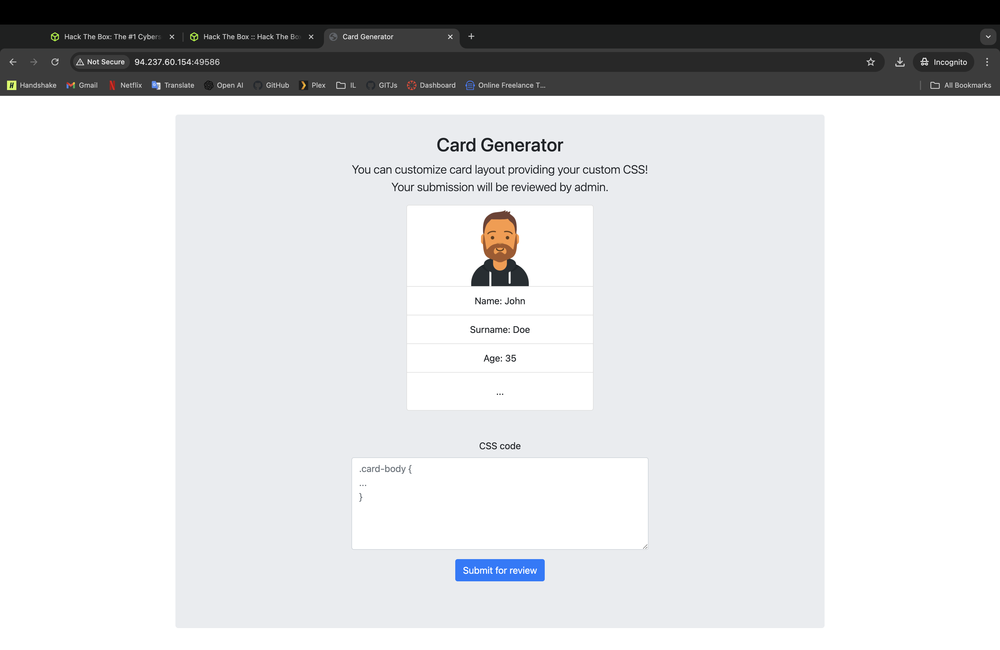 Hack The Box: The #1 Cybers
Hack The Box :: Hack The Box
Card Generator
Not Secure
94.237.60.154:49586
Incognito
Handshake
Gmail
Netflix
Translate
Open AI
GitHub
Plex
IL
GITJs
Dashboard
Online Freelance T...
All Bookmarks
Card Generator
You can customize card layout providing your custom CSS!
Your submission will be reviewed by admin.
Name: John
Surname: Doe
Age: 35
...
CSS code
.card-body {
...
}
Submit for review